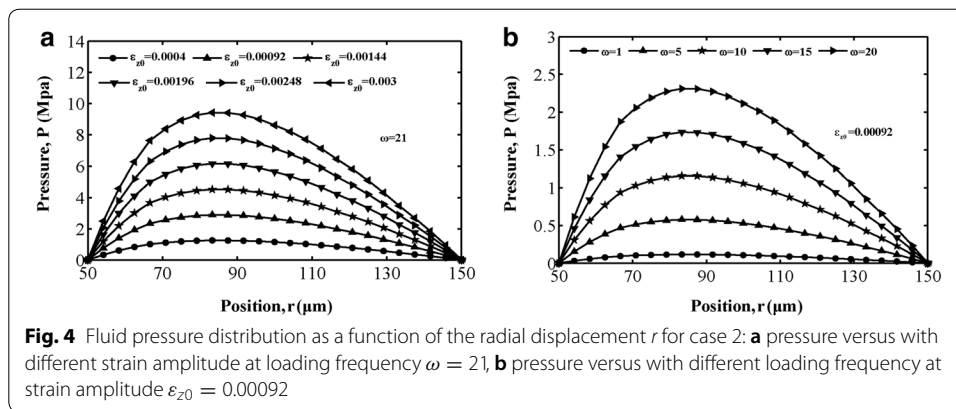 a
14
12
10
8
6
4
2
0
Pressure, P (Mpa)
ε_z0=0.0004 ε_z0=0.00092 ε_z0=0.00144
ε_z0=0.00196 ε_z0=0.00248 ε_z0=0.003
ω=21
50 70 90 110 130 150
Position, r (μm)
b
3
2.5
2
1.5
1
0.5
0
Pressure, P (Mpa)
ω=1 ω=5 ω=10 ω=15 ω=20
ε_z0=0.00092
50 70 90 110 130 150
Position, r (μm)
Fig. 4 Fluid pressure distribution as a function of the radial displacement r for case 2: a pressure versus with
different strain amplitude at loading frequency ω = 21, b pressure versus with different loading frequency at
strain amplitude ε_z0 = 0.00092